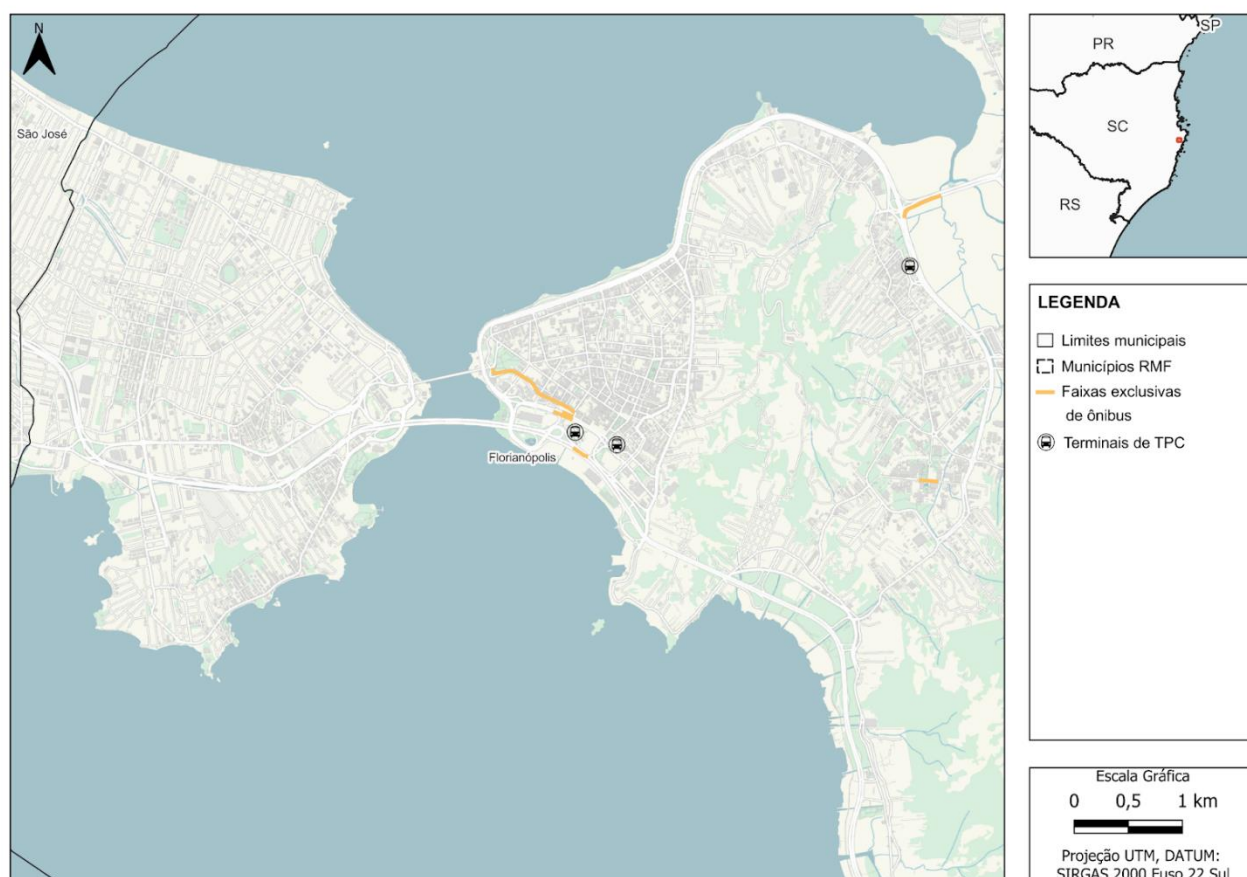 N
São José
Florianópolis
SP
PR
SC
RS
LEGENDA
Limites municipais
Municípios RMF
Faixas exclusivas
de ônibus
Terminais de TPC
Escala Gráfica
0 0,5 1 km
Projeção UTM, DATUM:
SIRGAS 2000 Fuso 22 Sul